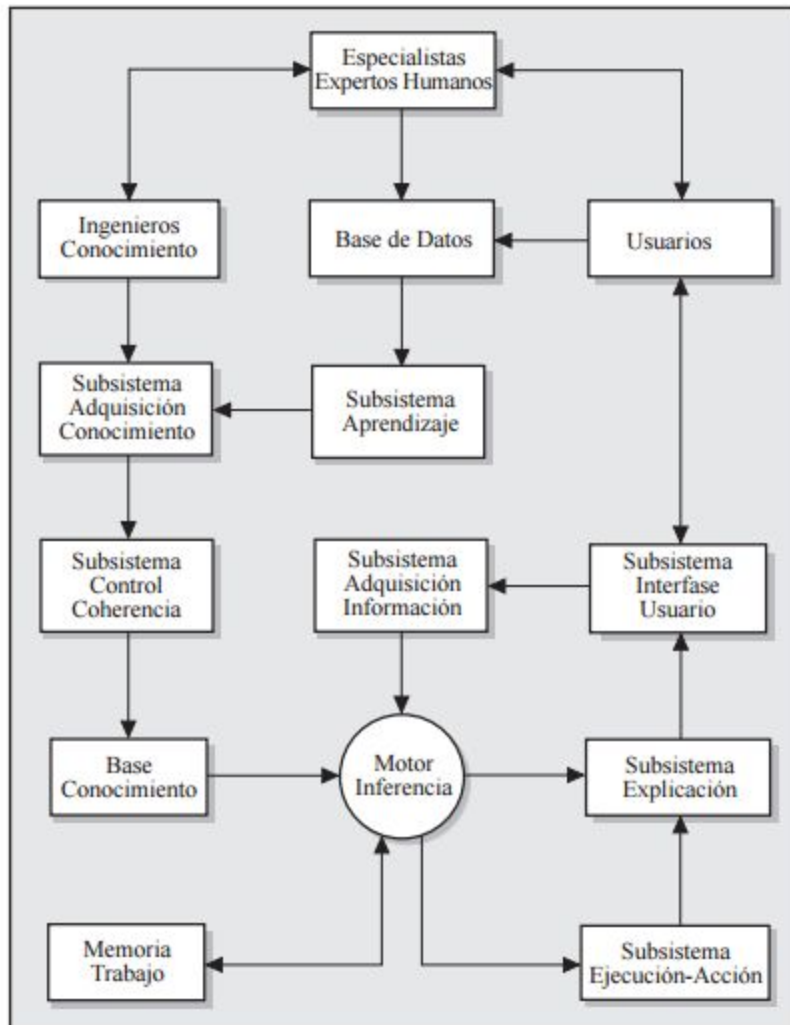 Especialistas
Expertos Humanos
Ingenieros
Conocimiento
Base de Datos
Usuarios
Subsistema
Adquisición
Conocimiento
Subsistema
Aprendizaje
Subsistema
Control
Coherencia
Subsistema
Adquisición
Información
Subsistema
Interfase
Usuario
Base
Conocimiento
Motor
Inferencia
Subsistema
Explicación
Memoria
Trabajo
Subsistema
Ejecución-Acción